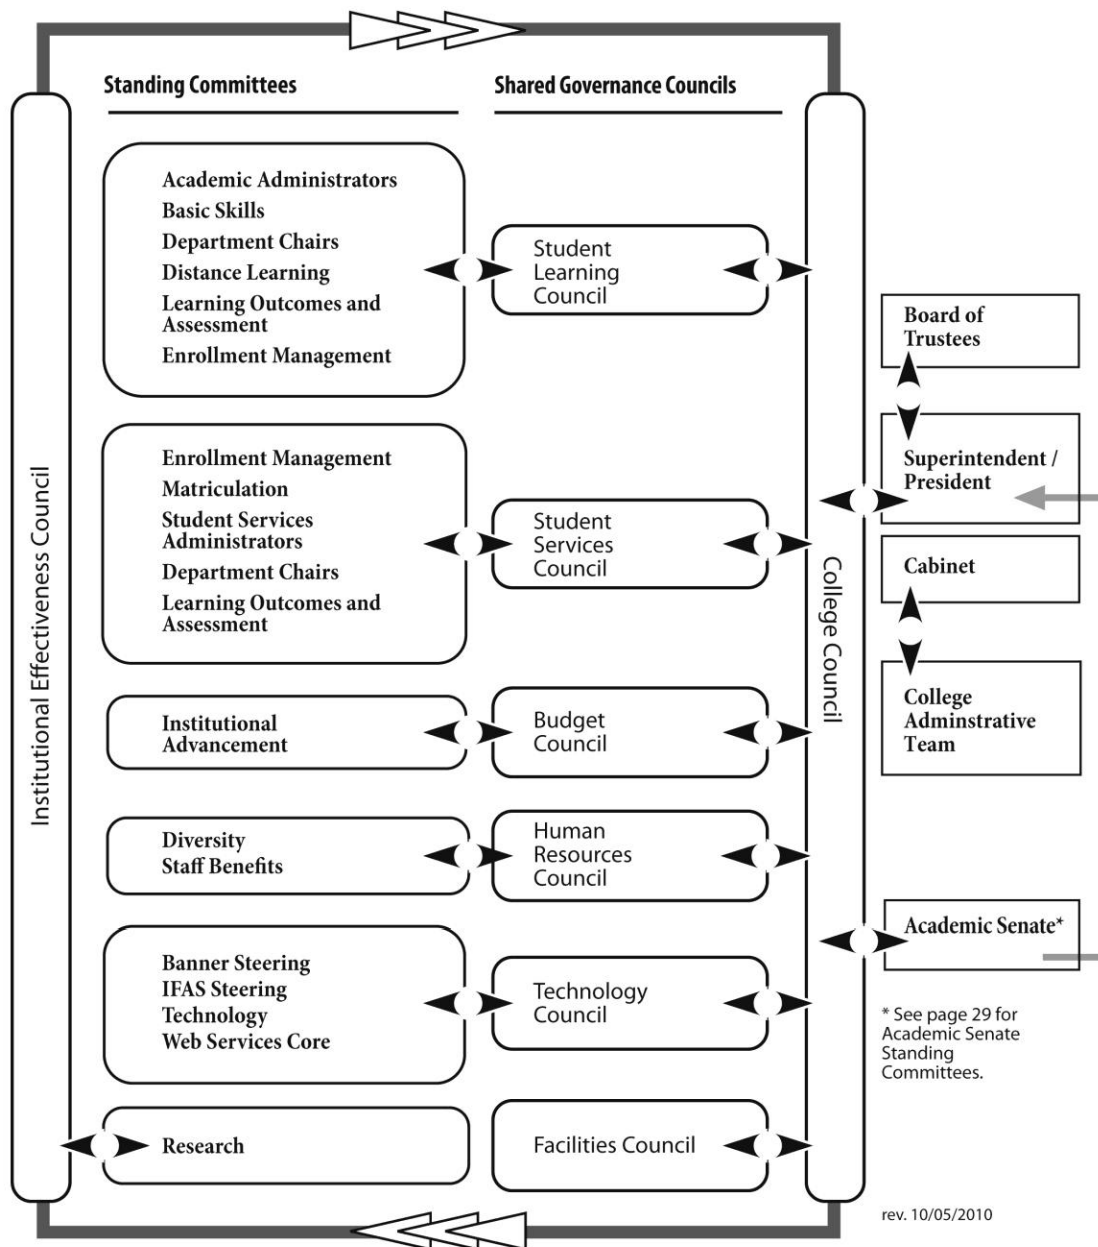 Standing Committees
Shared Governance Councils
Institutional Effectiveness Council
Academic Administrators
Basic Skills
Department Chairs
Distance Learning
Learning Outcomes and
Assessment
Enrollment Management
Student
Learning
Council
Enrollment Management
Matriculation
Student Services
Administrators
Department Chairs
Learning Outcomes and
Assessment
Student
Services
Council
Institutional
Advancement
Budget
Council
Diversity
Staff Benefits
Human
Resources
Council
Banner Steering
IFAS Steering
Technology
Web Services Core
Technology
Council
Research
Facilities Council
College Council
Board of
Trustees
Superintendent /
President
Cabinet
College
Adminstrative
Team
Academic Senate*
* See page 29 for
Academic Senate
Standing
Committees.
rev. 10/05/2010